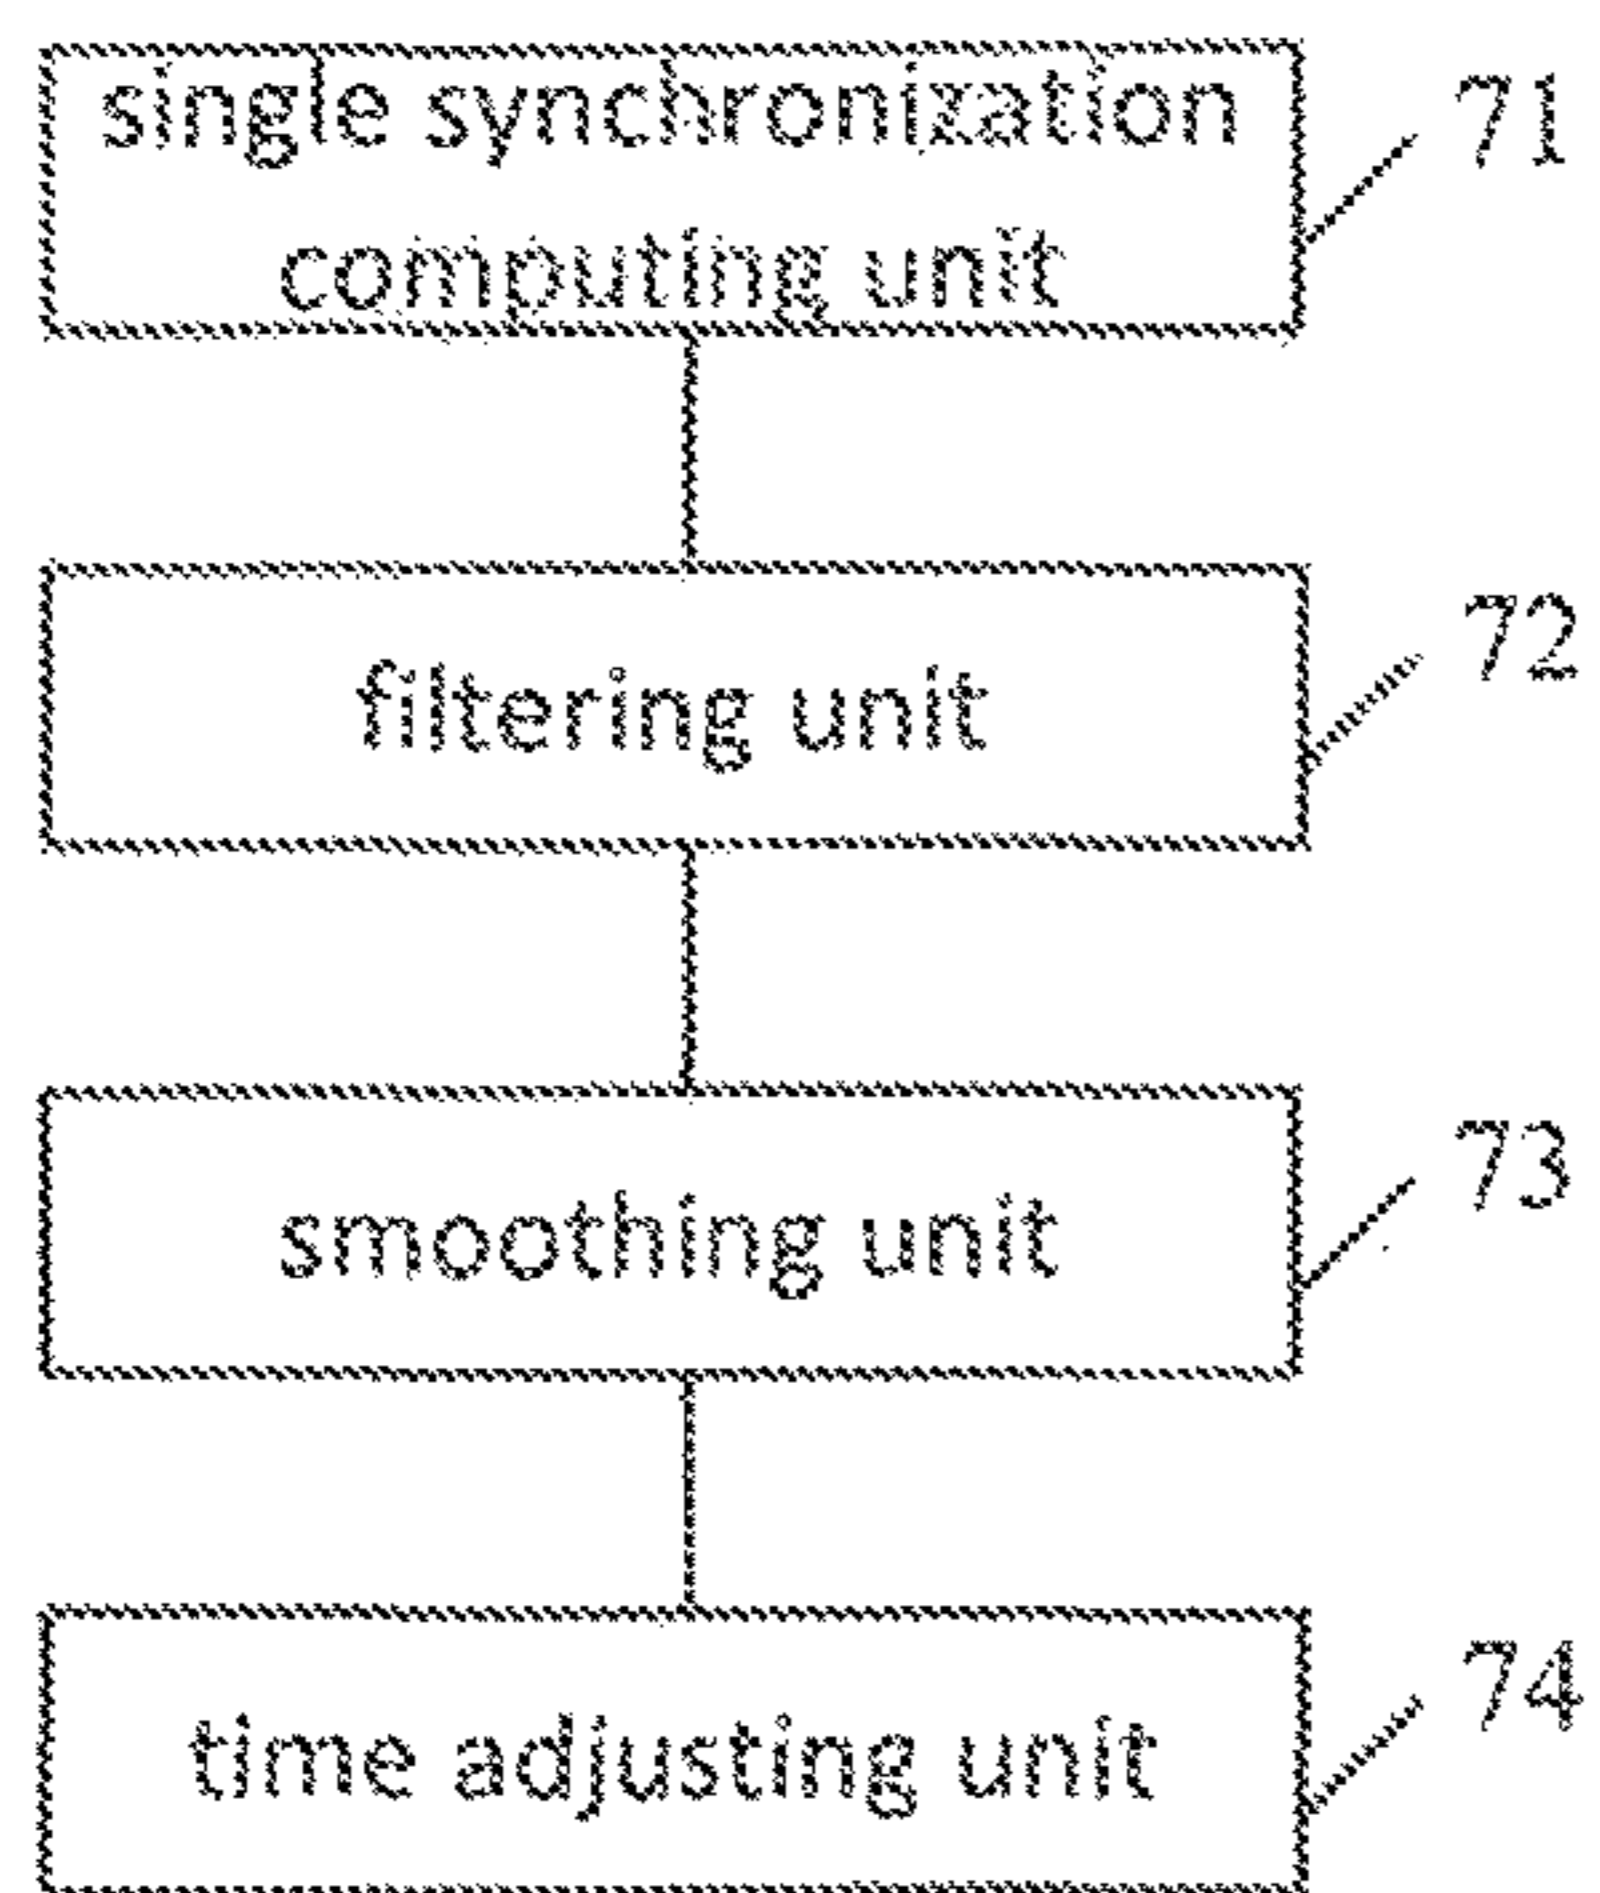 single synchronization
computing unit
71
filtering unit
72
smoothing unit
73
time adjusting unit
74